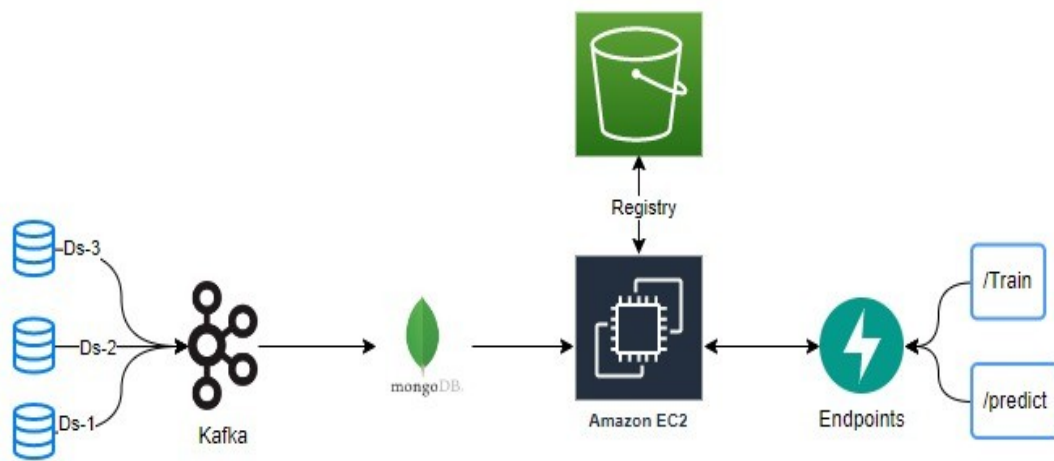 Registry
Ds-3
/Train
Ds-2
mongoDB.
Ds-1
Kafka
Amazon EC2
Endpoints
/predict